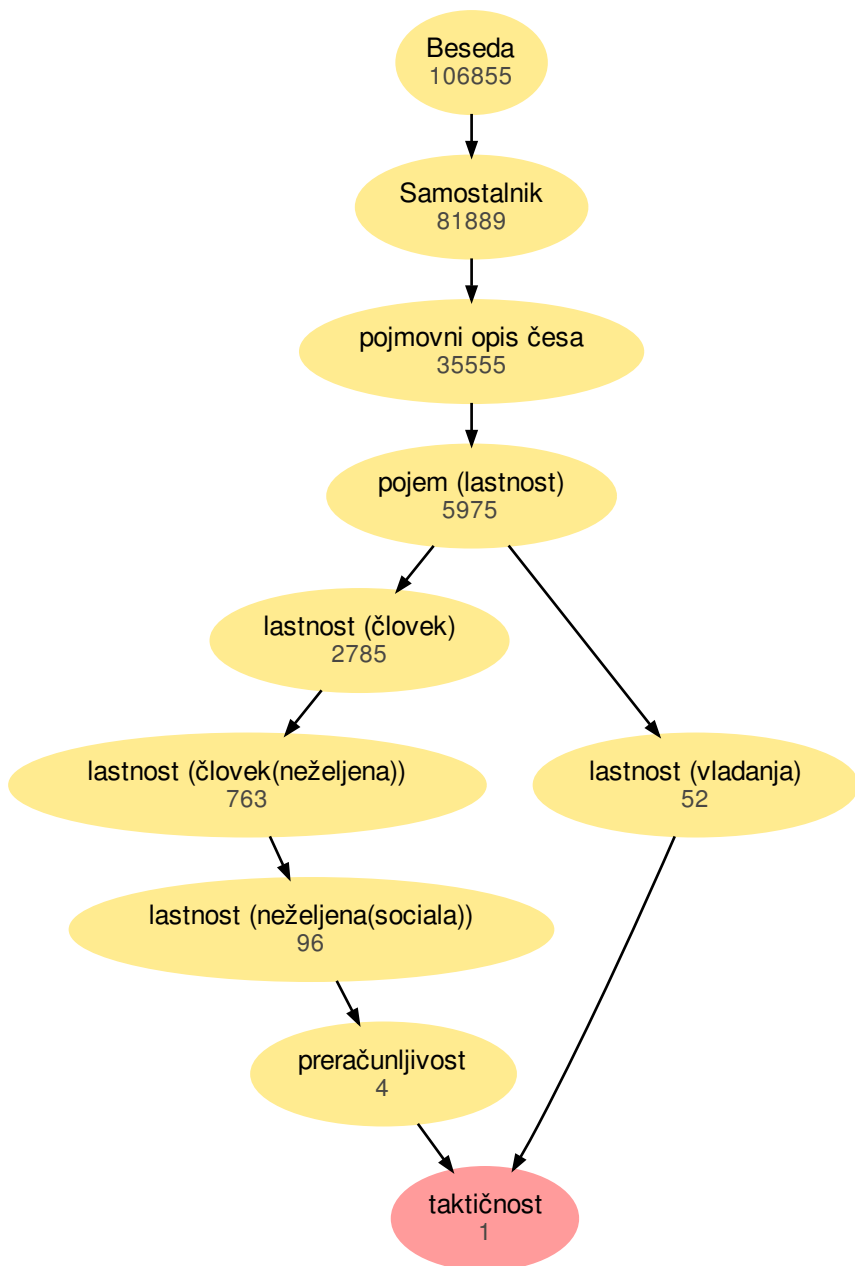 Beseda
106855
Samostalnik
81889
pojmovni opis česa
35555
pojem (lastnost)
5975
lastnost (človek)
2785
lastnost (človek(neželjena))
763
lastnost (vladanja)
52
lastnost (neželjena(sociala))
96
preračunljivost
4
taktičnost
1